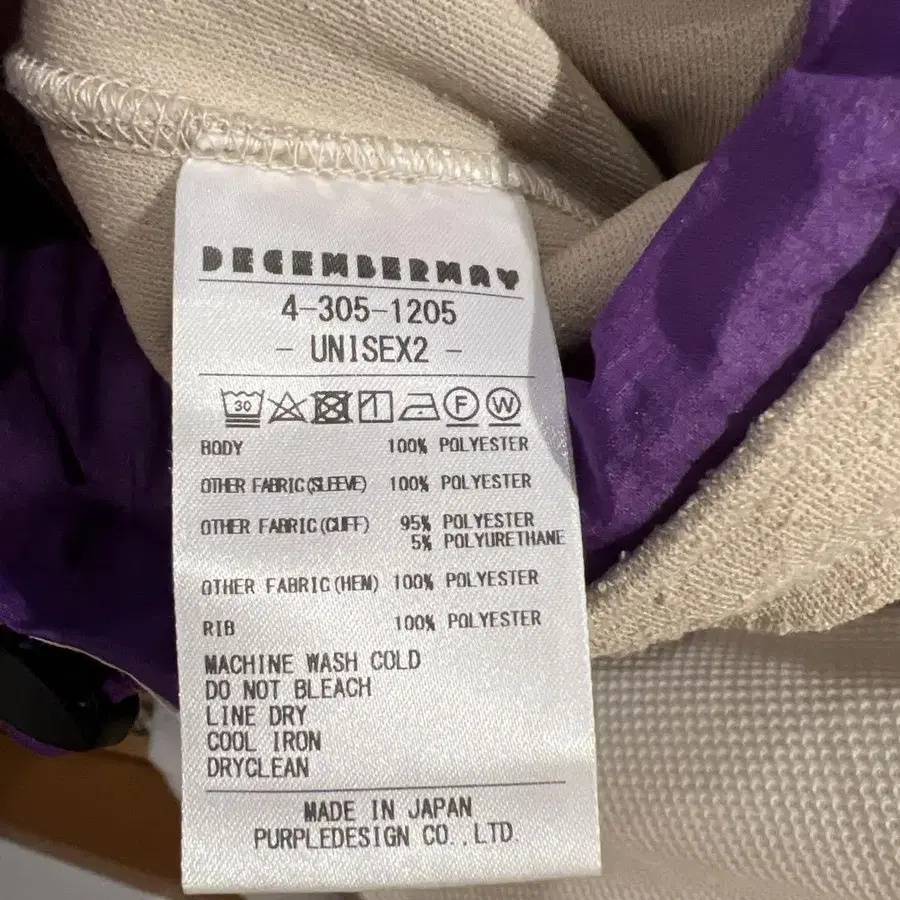 DECEMBERMAY
4-305-1205
- UNISEX2 -
30 F W
BODY 100% POLYESTER
OTHER FABRIC(SLEEVE) 100% POLYESTER
OTHER FABRIC(CUFF) 95% POLYESTER
5% POLYURETHANE
OTHER FABRIC(HEM) 100% POLYESTER
RIB 100% POLYESTER
MACHINE WASH COLD
DO NOT BLEACH
LINE DRY
COOL IRON
DRYCLEAN
MADE IN JAPAN
PURPLEDESIGN CO.,LTD.